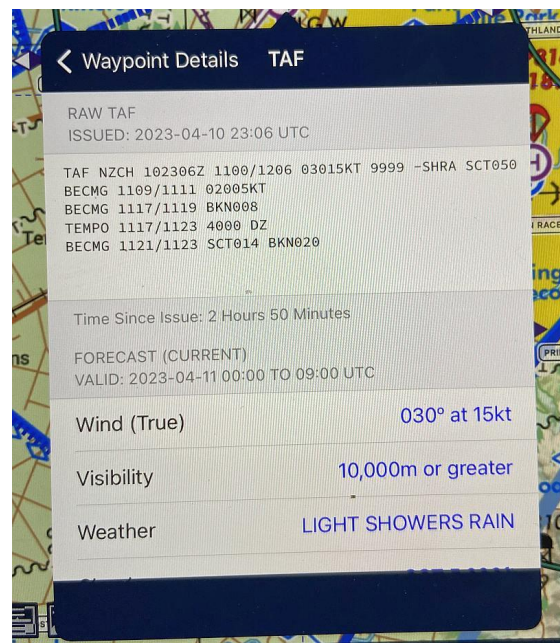 Waypoint Details TAF
RAW TAF
ISSUED: 2023-04-10 23:06 UTC
TAF NZCH 102306Z 1100/1206 03015KT 9999 -SHRA SCT050
BECMG 1109/1111 02005KT
BECMG 1117/1119 BKN008
TEMPO 1117/1123 4000 DZ
BECMG 1121/1123 SCT014 BKN020
Time Since Issue: 2 Hours 50 Minutes
FORECAST (CURRENT)
VALID: 2023-04-11 00:00 TO 09:00 UTC
Wind (True) 030º at 15kt
Visibility 10,000m or greater
Weather LIGHT SHOWERS RAIN